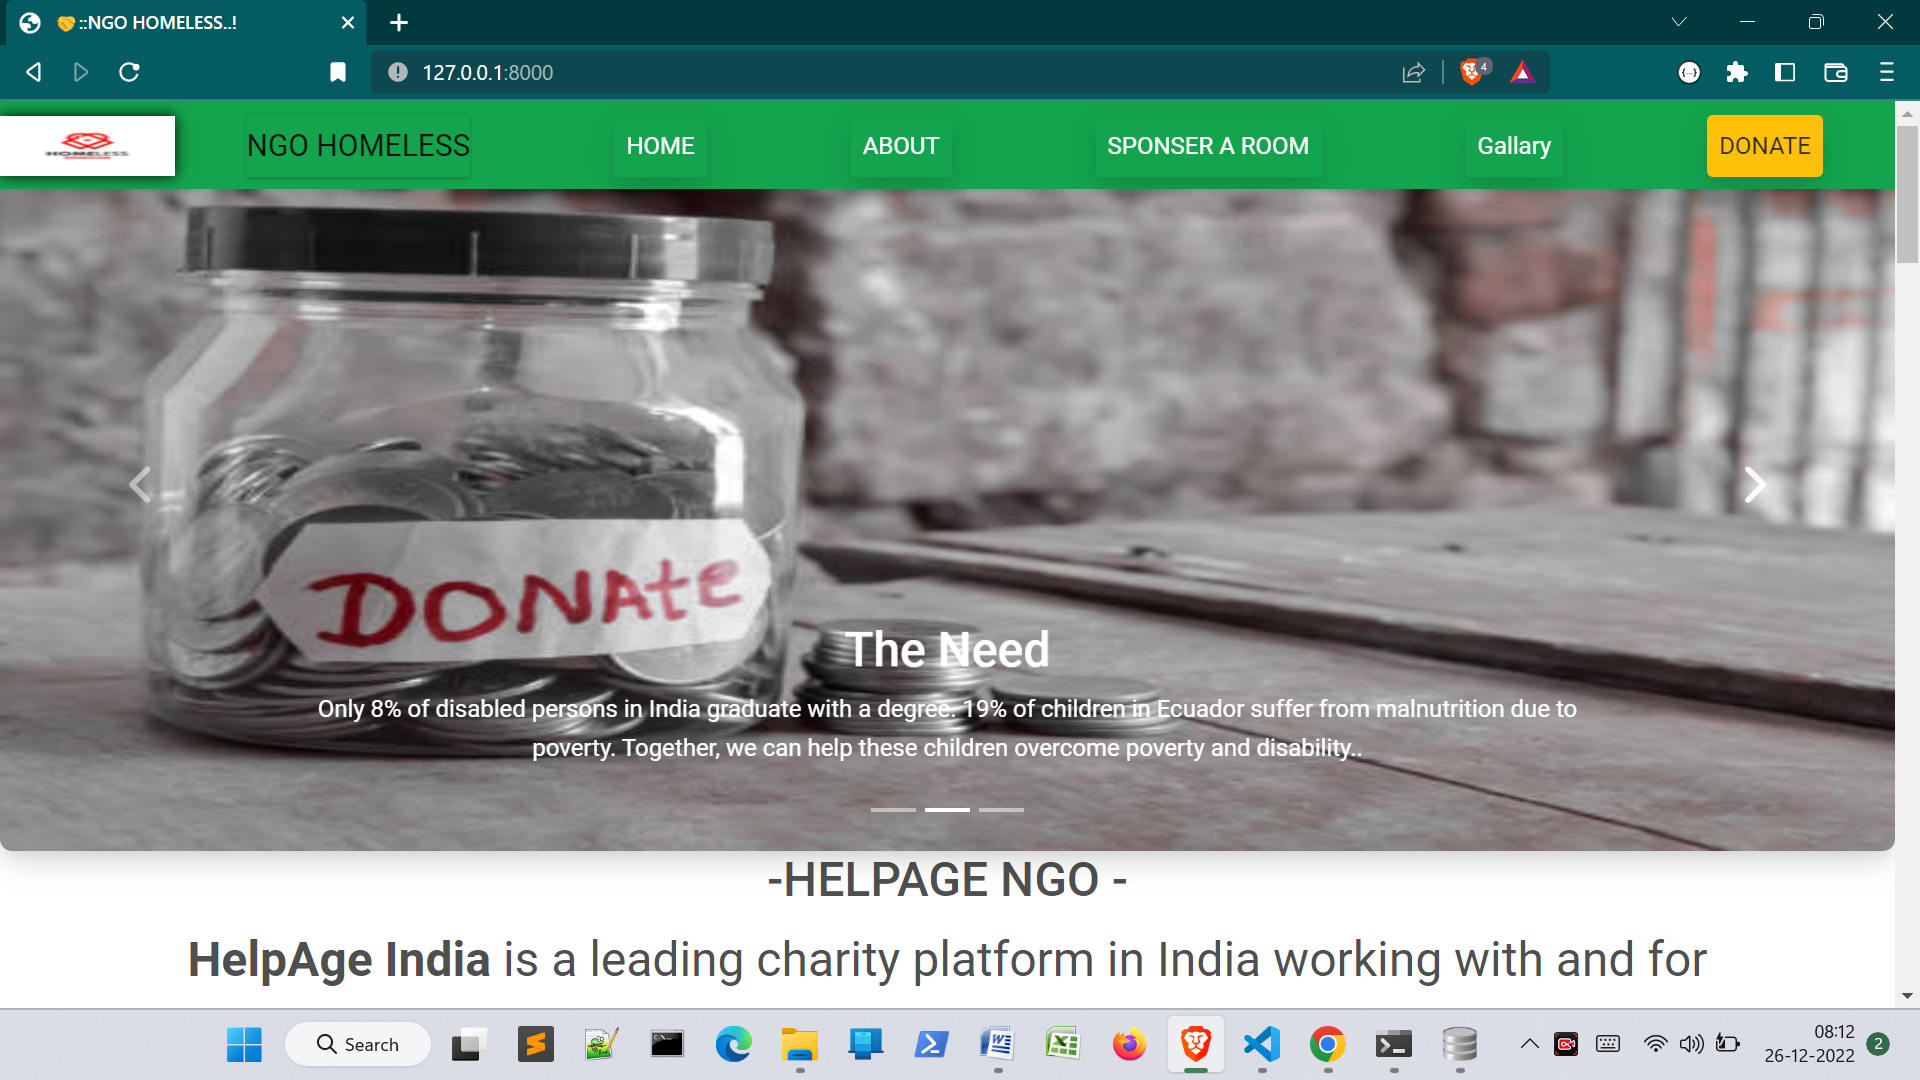 ::NGO HOMELESS..!
127.0.0.1:8000
4
HOMELESS
NGO HOMELESS
HOME
ABOUT
SPONSER A ROOM
Gallary
DONATE
DONATE
The Need
Only 8% of disabled persons in India graduate with a degree. 19% of children in Ecuador suffer from malnutrition due to
poverty. Together, we can help these children overcome poverty and disability..
-HELPAGE NGO -
HelpAge India is a leading charity platform in India working with and for
Search
08:12
26-12-2022
2